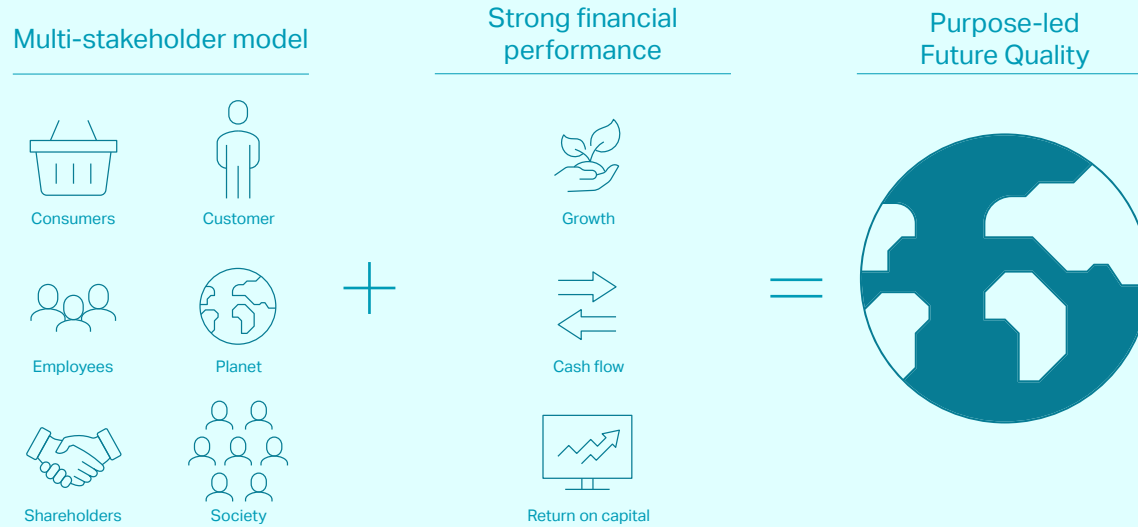 Multi-stakeholder model
Consumers
Customer
Employees
Planet
Shareholders
Society
Strong financial
performance
Growth
Cash flow
Return on capital
Purpose-led
Future Quality